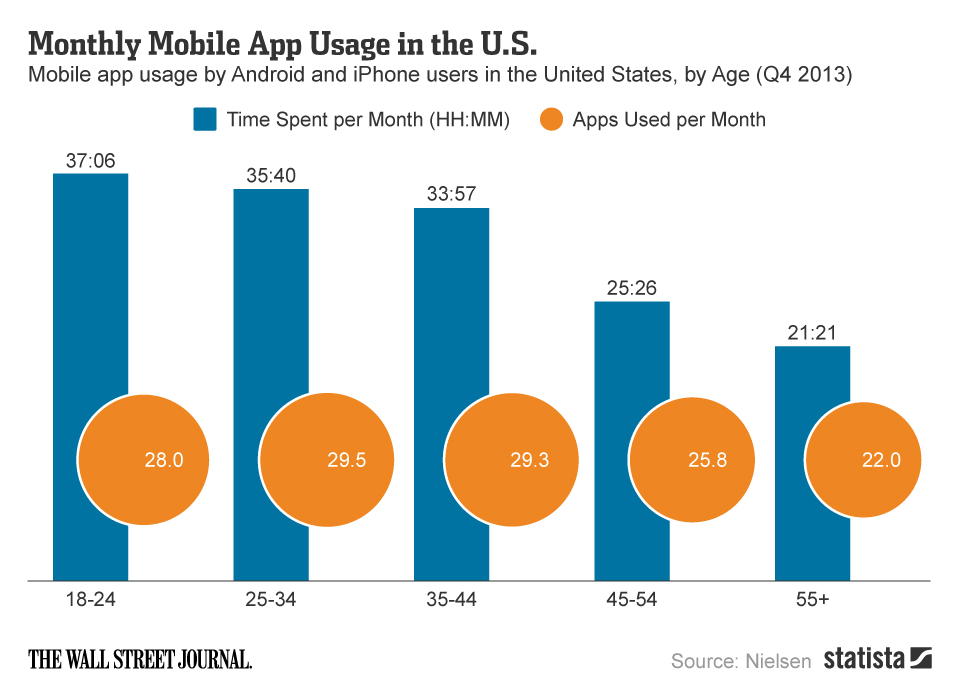 Monthly Mobile App Usage in the U.S.
Mobile app usage by Android and iPhone users in the United States, by Age (Q4 2013)
Time Spent per Month (HH:MM) Apps Used per Month
37:06
35:40
33:57
25:26
21:21
28.0 29.5 29.3 25.8 22.0
18-24 25-34 35-44 45-54 55+
THE WALL STREET JOURNAL.
Source: Nielsen statista